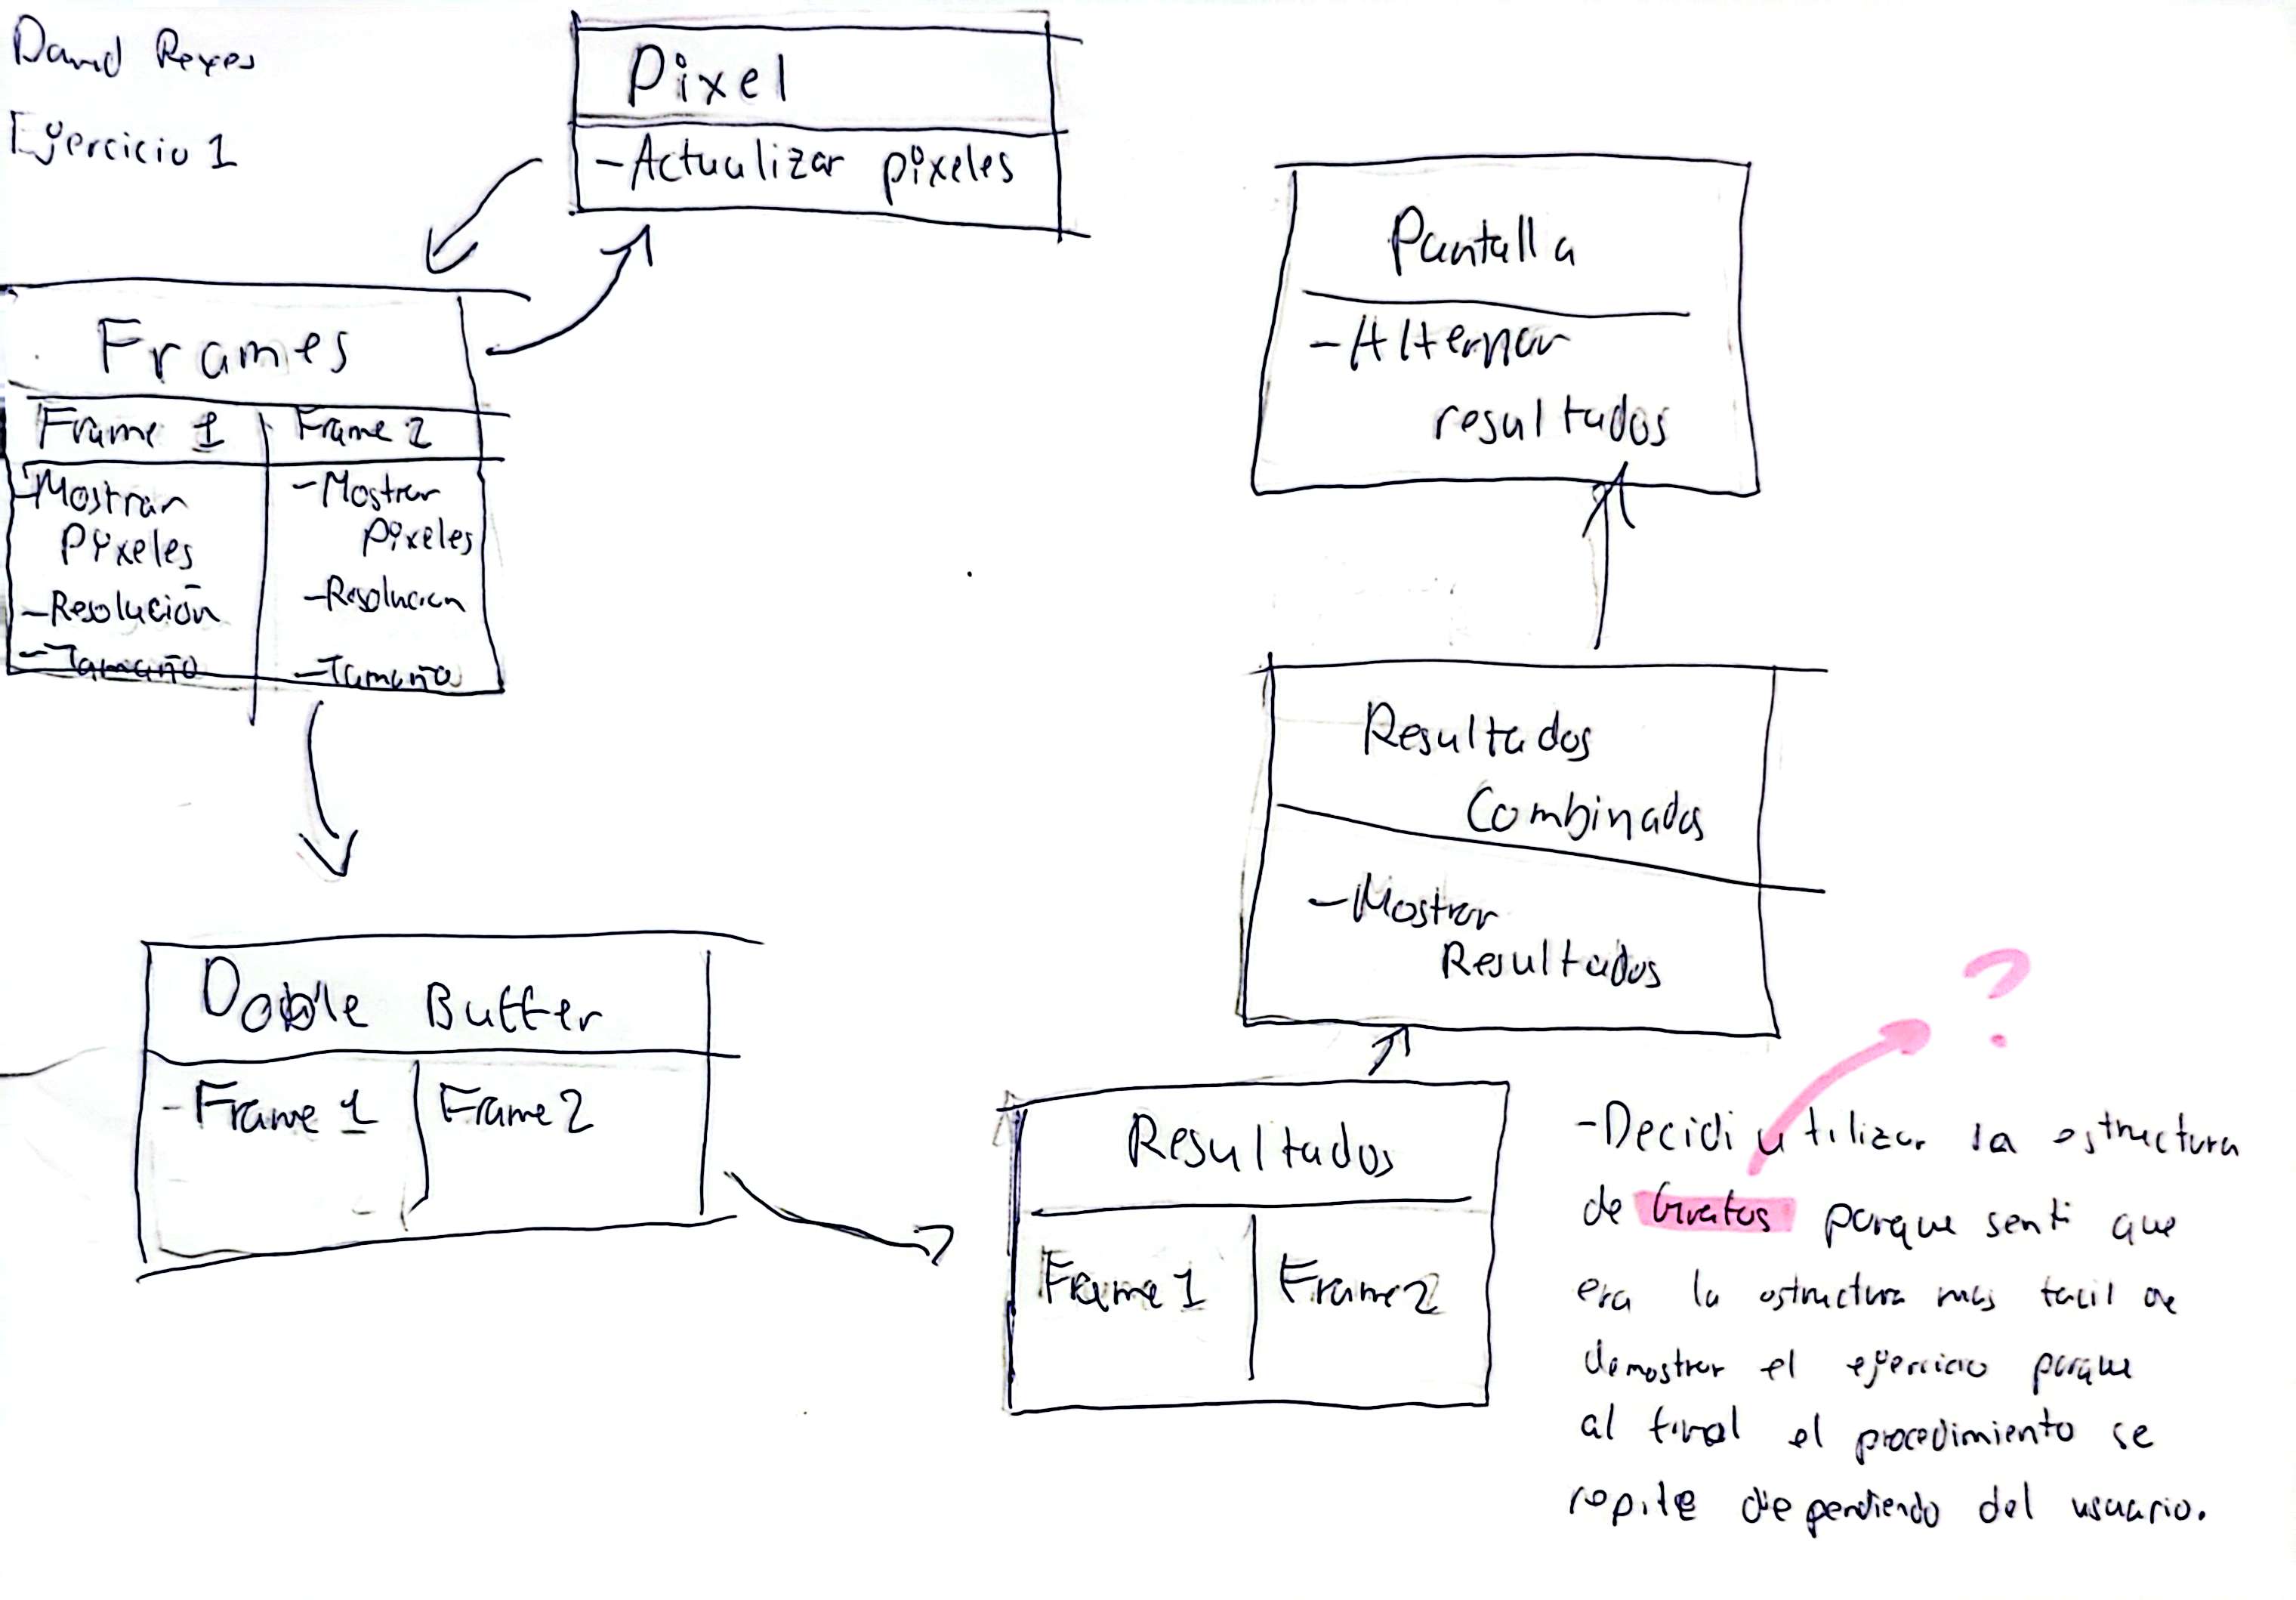 David Reyes
Ejercicio 1
Pixel
-Actualizar pixeles
Frames
Frame 1
-Mostrar
Pixeles
-Resolución
-Tamaño
Frame 2
-Mostrar
Pixeles
-Resolucion
-Tamaño
Doble Buffer
-Frame 1
Frame 2
Resultados
Frame 1
Frame 2
Resultados
Combinados
-Mostrar
Resultados
Pantalla
-Alternar
resultados
?
-Decidi utilizar la estructura
de Grafos porque senti que
era la estructura mas facil de
demostrar el ejercicio porque
al final el procedimiento se
repite dependiendo del usuario.